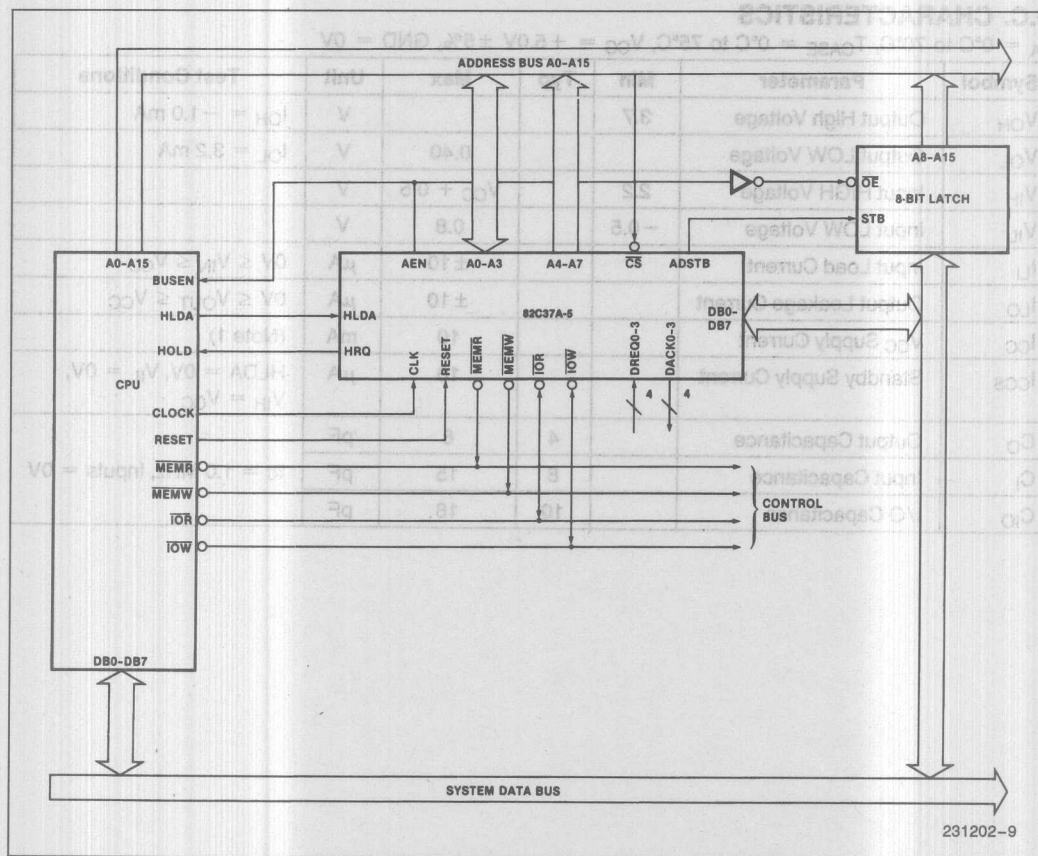 ADDRESS BUS A0–A15
A8–A15
OE
8-BIT LATCH
STB
A0–A15
BUSEN
HLDA
HOLD
CPU
CLOCK
RESET
MEMR
MEMW
IOR
IOW
DB0–DB7
AEN
A0–A3
A4–A7
CS
ADSTB
HLDA
82C37A-5
DB0–
DB7
HRQ
CLK
RESET
MEMR
MEMW
IOR
IOW
DREQ0–3
DACK0–3
4
4
CONTROL
BUS
SYSTEM DATA BUS
231202–9